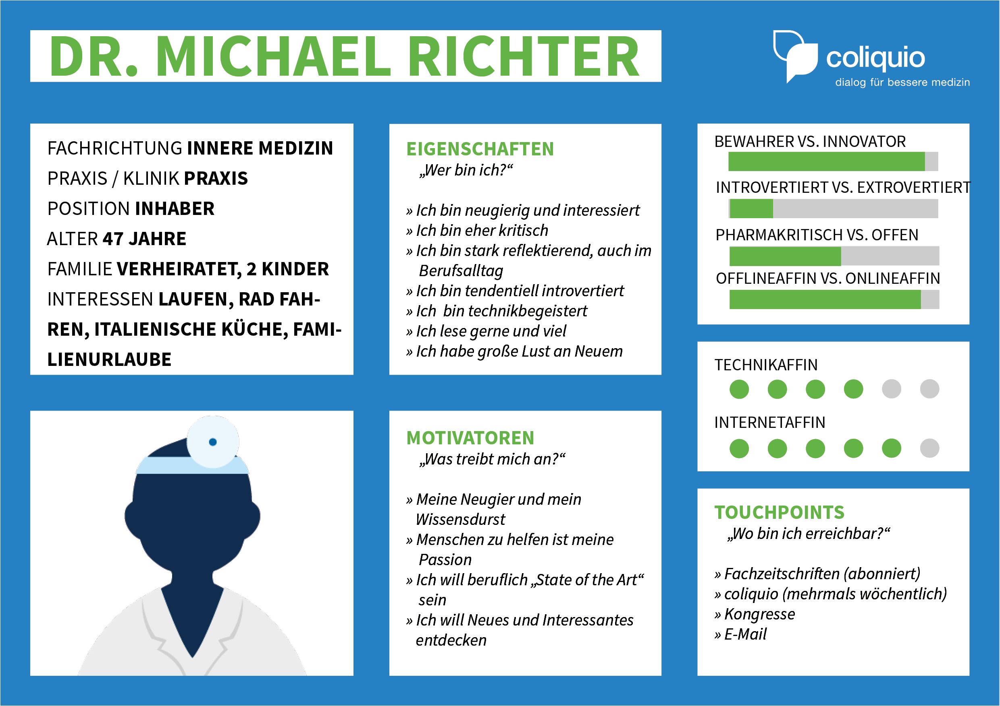 DR. MICHAEL RICHTER
coliquio
dialog für bessere medizin
FACHRICHTUNG INNERE MEDIZIN
PRAXIS / KLINIK PRAXIS
POSITION INHABER
ALTER 47 JAHRE
FAMILIE VERHEIRATET, 2 KINDER
INTERESSEN LAUFEN, RAD FAH-
REN, ITALIENISCHE KÜCHE, FAMI-
LIENURLAUBE
EIGENSCHAFTEN
„Wer bin ich?“
» Ich bin neugierig und interessiert
» Ich bin eher kritisch
» Ich bin stark reflektierend, auch im
Berufsalltag
» Ich bin tendentiell introvertiert
» Ich  bin technikbegeistert
» Ich lese gerne und viel
» Ich habe große Lust an Neuem
MOTIVATOREN
„Was treibt mich an?“
» Meine Neugier und mein
Wissensdurst
» Menschen zu helfen ist meine
Passion
» Ich will beruflich „State of the Art“
sein
» Ich will Neues und Interessantes
entdecken
BEWAHRER VS. INNOVATOR
INTROVERTIERT VS. EXTROVERTIERT
PHARMAKRITISCH VS. OFFEN
OFFLINEAFFIN VS. ONLINEAFFIN
TECHNIKAFFIN
INTERNETAFFIN
TOUCHPOINTS
„Wo bin ich erreichbar?“
» Fachzeitschriften (abonniert)
» coliquio (mehrmals wöchentlich)
» Kongresse
» E-Mail